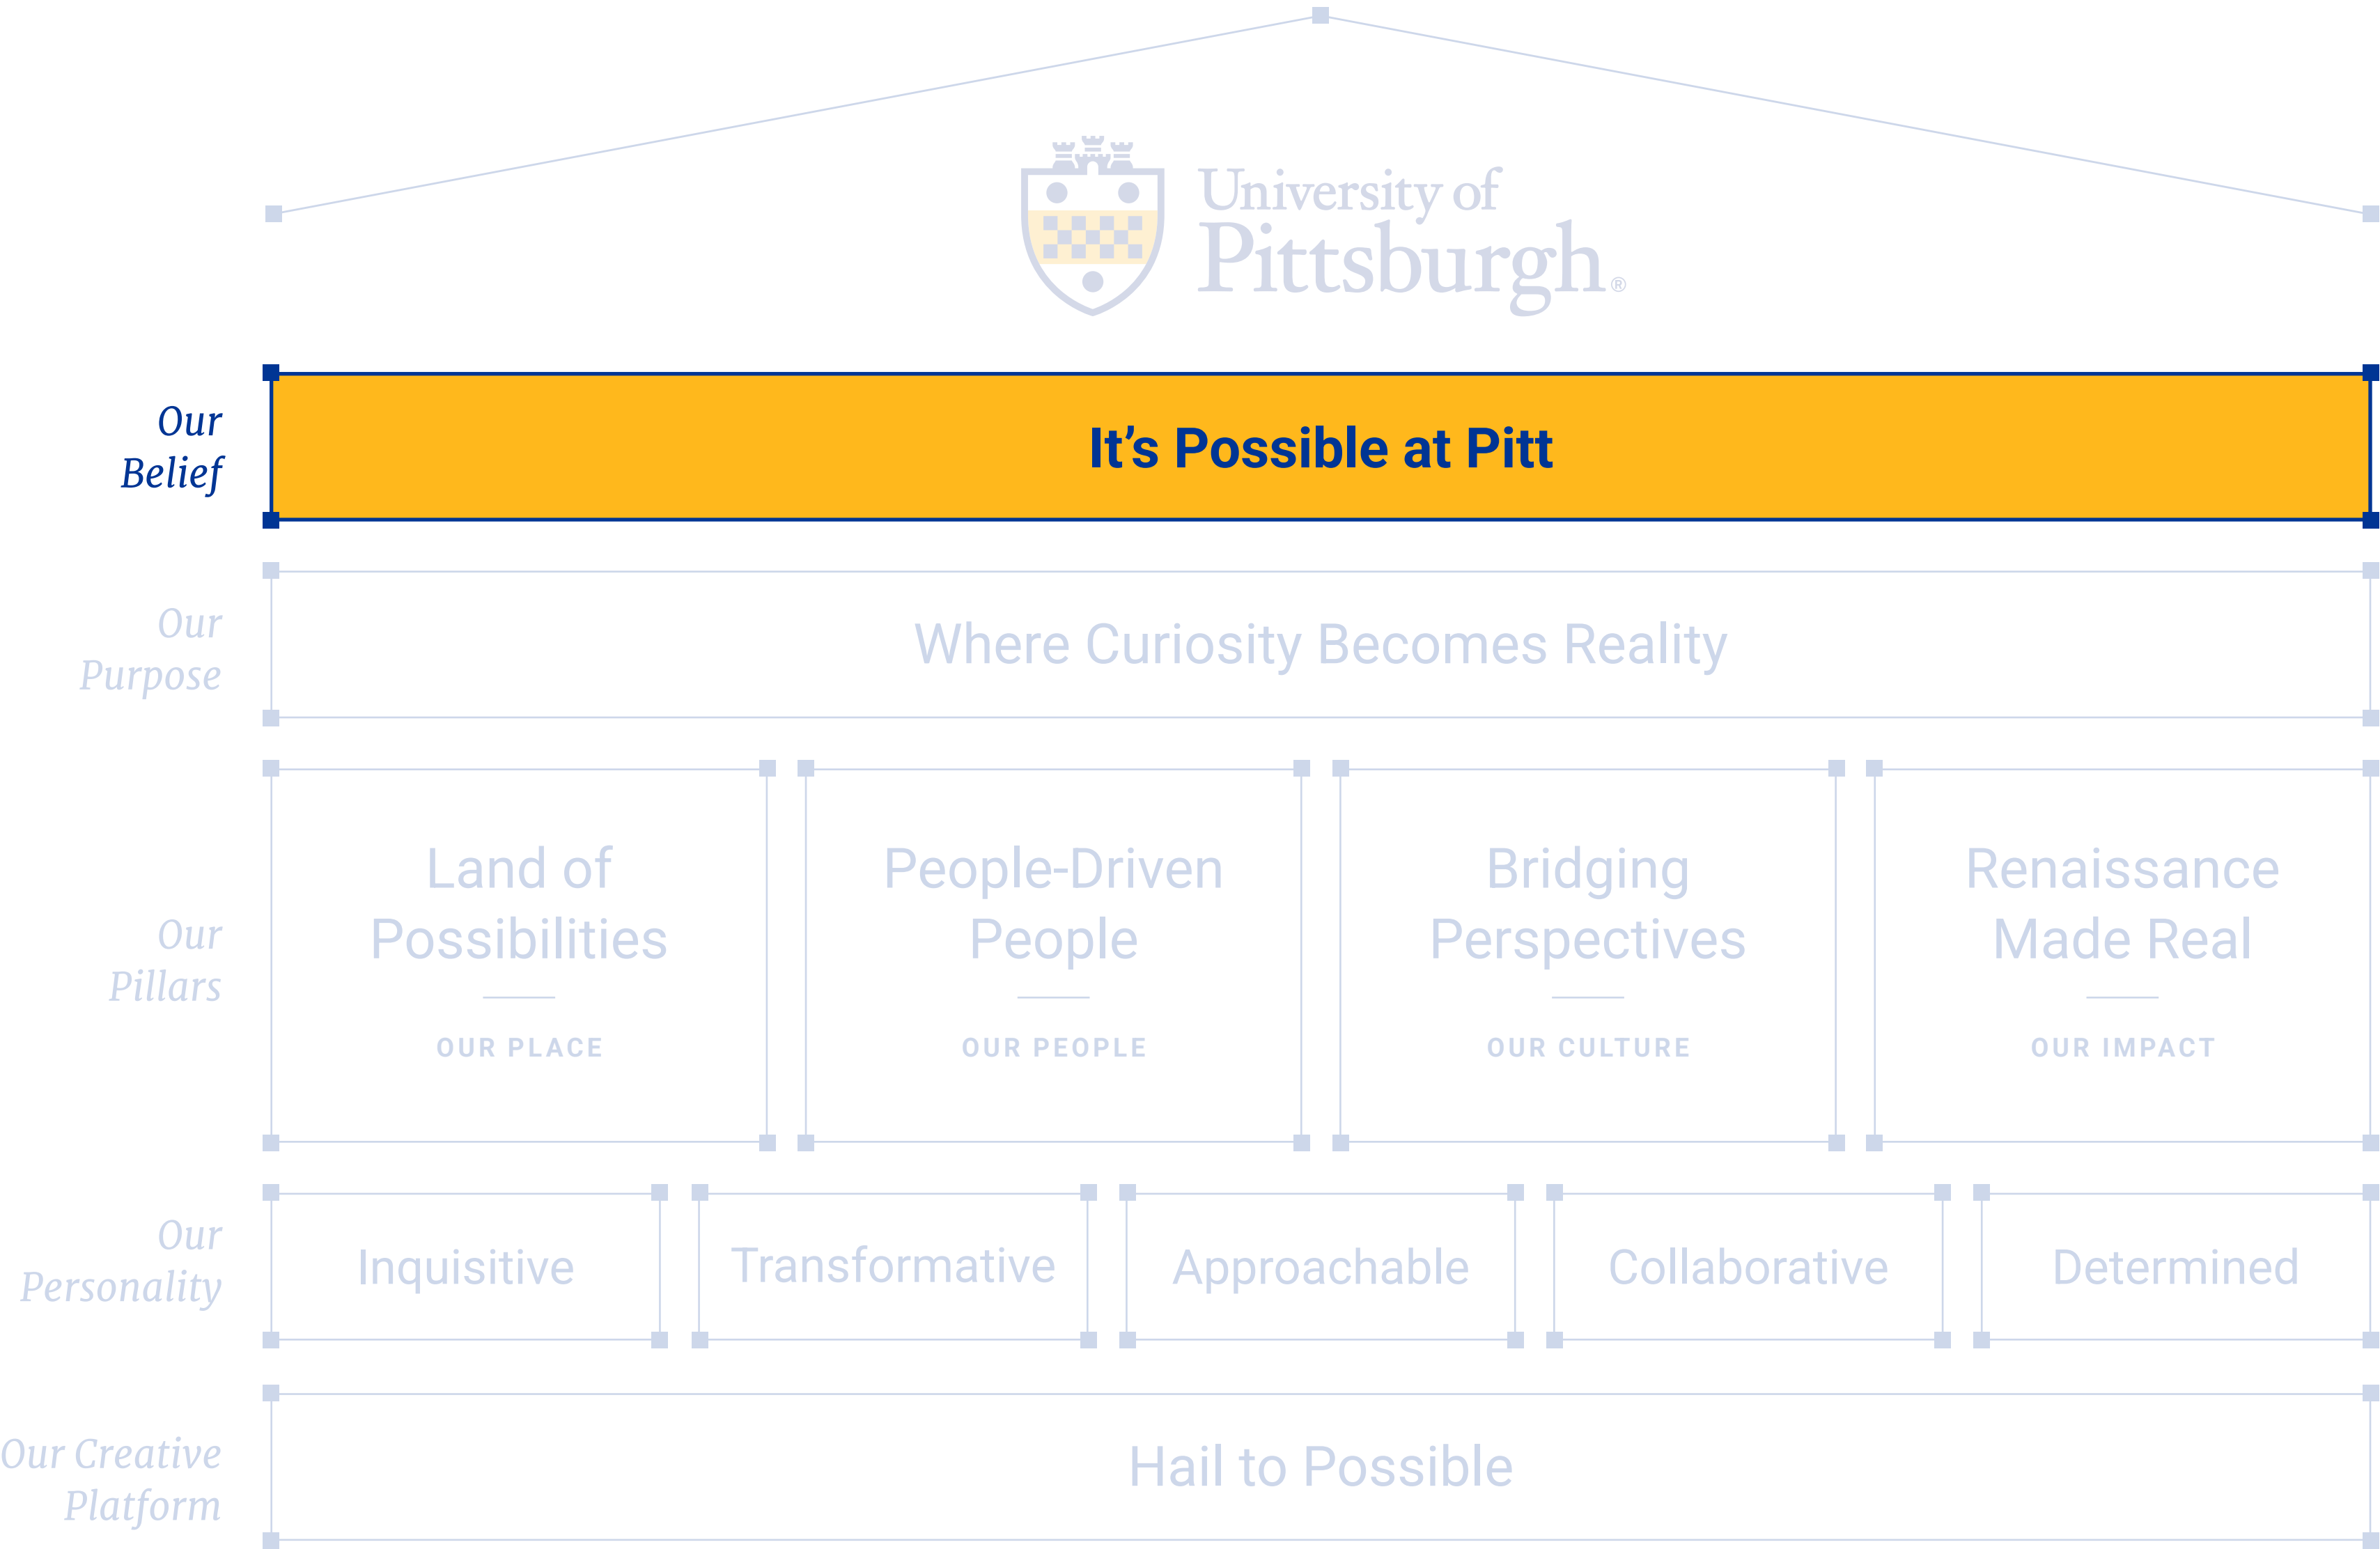 University of
Pittsburgh®
Our
Belief
It’s Possible at Pitt
Our
Purpose
Where Curiosity Becomes Reality
Our
Pillars
Land of
Possibilities
OUR PLACE
People-Driven
People
OUR PEOPLE
Bridging
Perspectives
OUR CULTURE
Renaissance
Made Real
OUR IMPACT
Our
Personality
Inquisitive
Transformative
Approachable
Collaborative
Determined
Our Creative
Platform
Hail to Possible